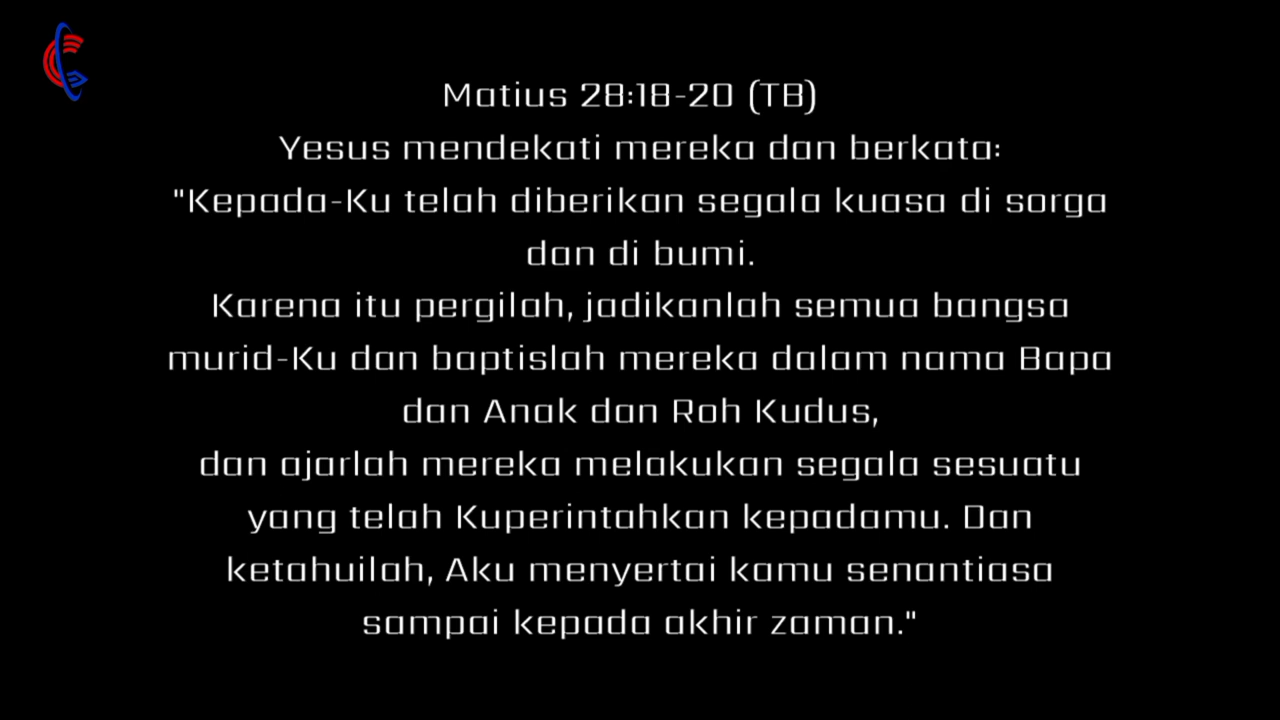 Matius 28:18-20 (TB)
Yesus mendekati mereka dan berkata:
"Kepada-Ku telah diberikan segala kuasa di sorga
dan di bumi.
Karena itu pergilah, jadikanlah semua bangsa
murid-Ku dan baptislah mereka dalam nama Bapa
dan Anak dan Roh Kudus,
dan ajarlah mereka melakukan segala sesuatu
yang telah Kuperintahkan kepadamu. Dan
ketahuilah, Aku menyertai kamu senantiasa
sampai kepada akhir zaman."